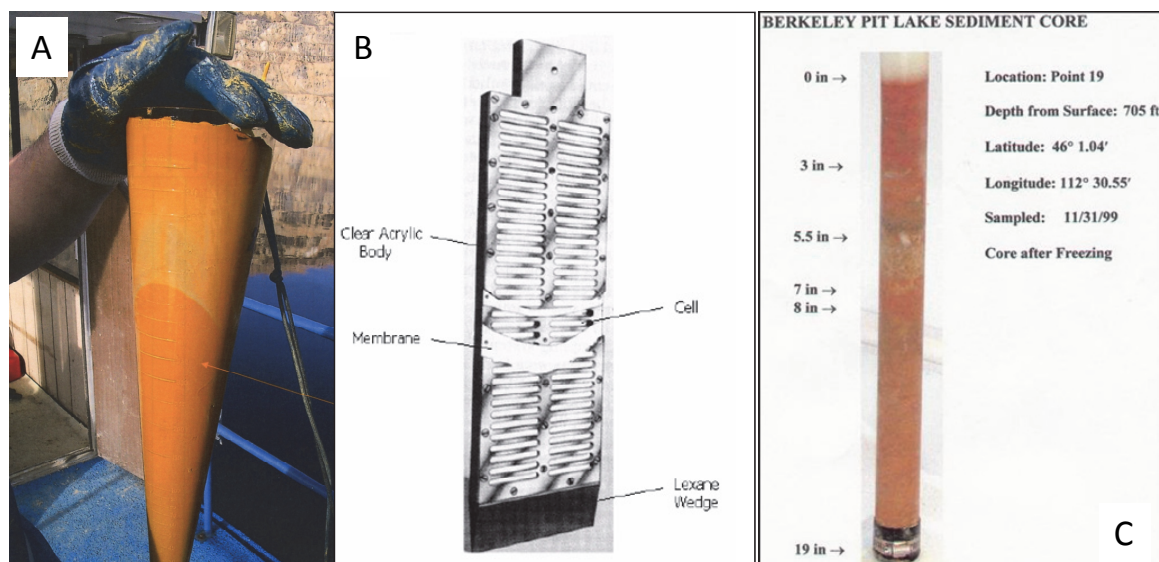 A
B
Clear Acrylic
Body
Membrane
Cell
Lexane
Wedge
BERKELEY PIT LAKE SEDIMENT CORE
0 in →
3 in →
5.5 in →
7 in →
8 in →
19 in →
Location: Point 19
Depth from Surface: 705 ft
Latitude: 46° 1.04′
Longitude: 112° 30.55′
Sampled: 11/31/99
Core after Freezing
C